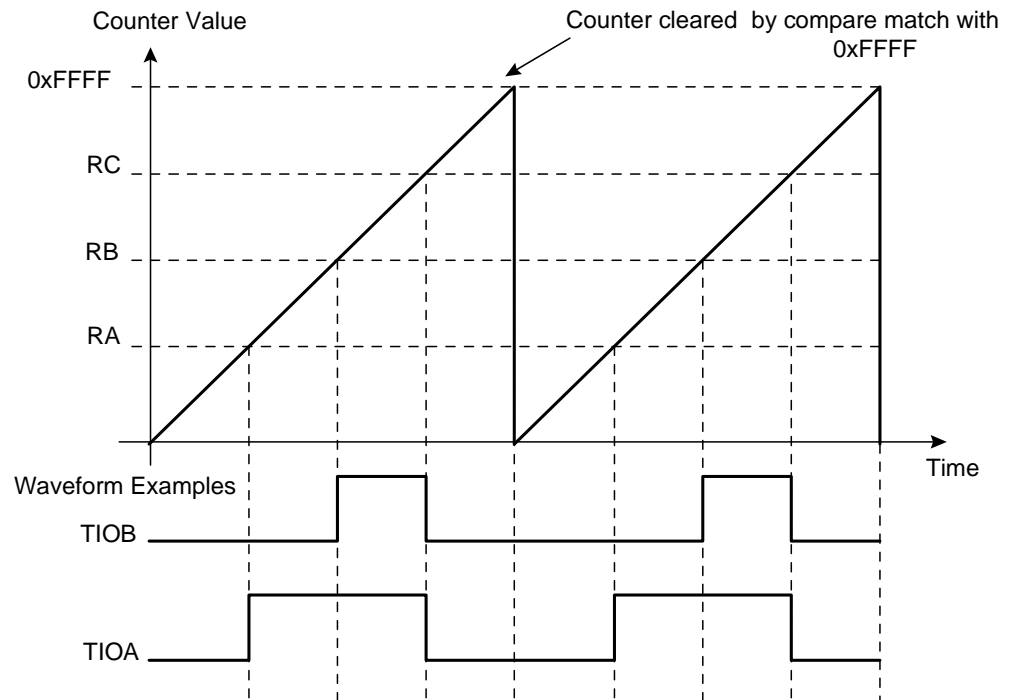 Counter Value
Counter cleared by compare match with
0xFFFF
0xFFFF
RC
RB
RA
Time
Waveform Examples
TIOB
TIOA